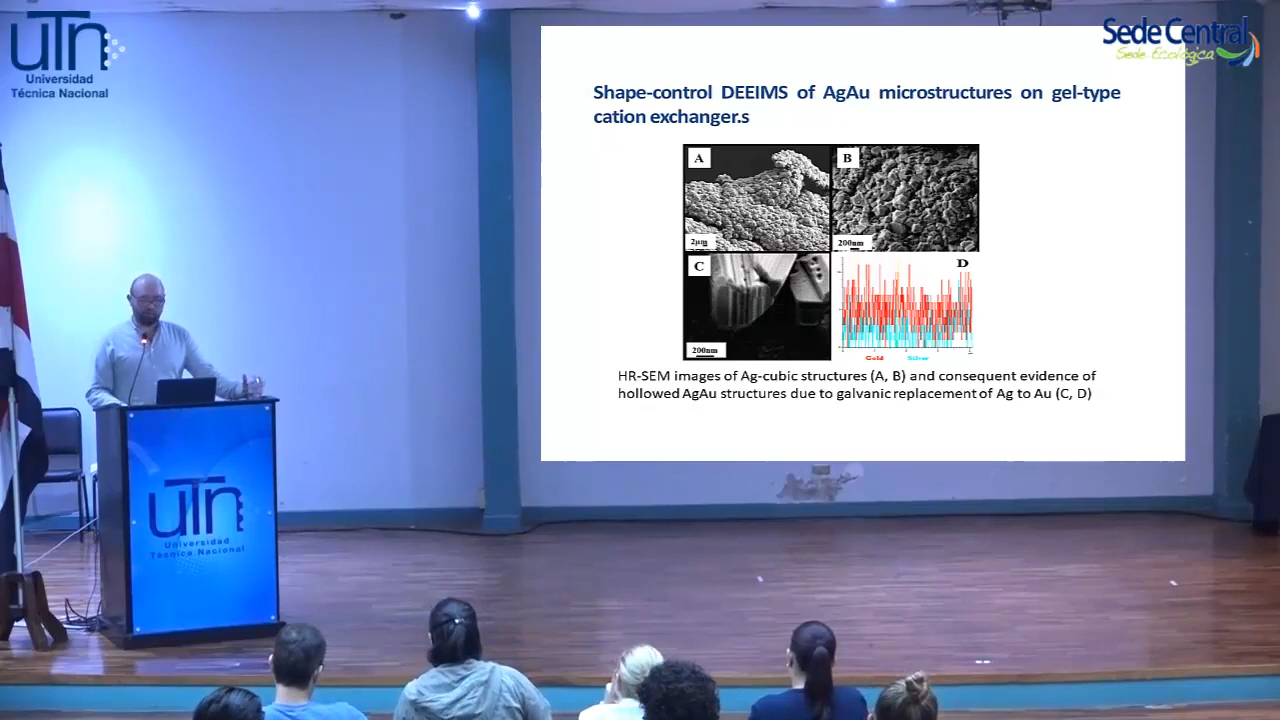 uTn
Universidad
Técnica Nacional
Sede Central
Sede Ecológica
Shape-control DEEIMS of AgAu microstructures on gel-type
cation exchanger.s
A
B
2µm
200nm
C
D
200nm
Gold
Silver
HR-SEM images of Ag-cubic structures (A, B) and consequent evidence of
hollowed AgAu structures due to galvanic replacement of Ag to Au (C, D)
uTn
Universidad
Técnica Nacional